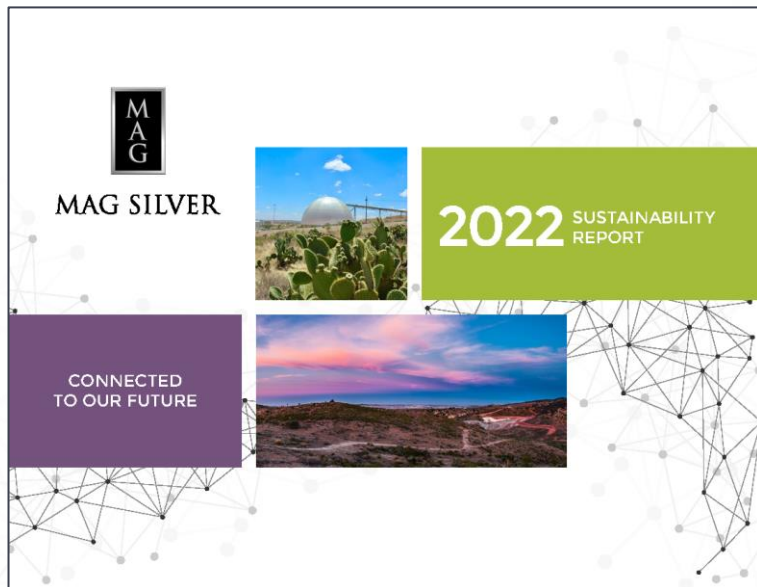 M
A
G
MAG SILVER
2022 SUSTAINABILITY
REPORT
CONNECTED
TO OUR FUTURE